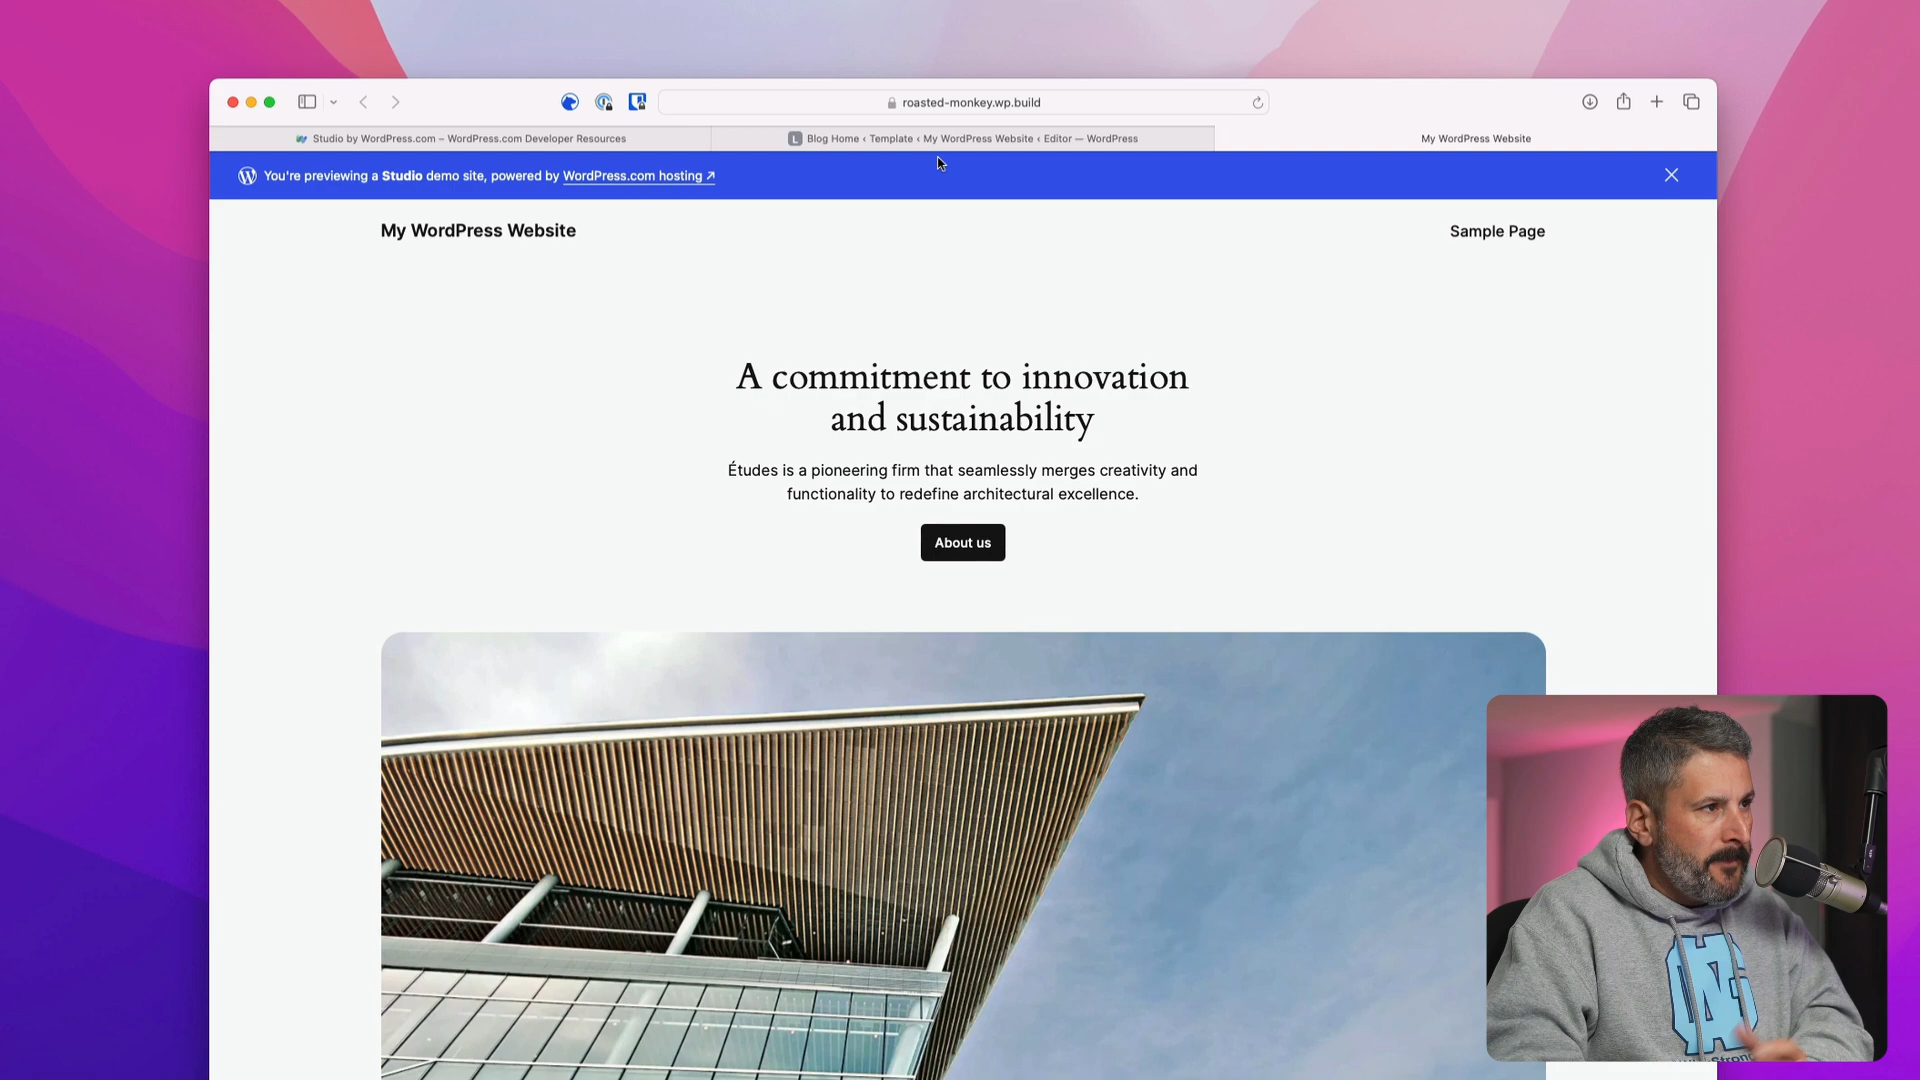 roasted-monkey.wp.build
Studio by WordPress.com – WordPress.com Developer Resources
L Blog Home ‹ Template ‹ My WordPress Website ‹ Editor — WordPress
My WordPress Website
You're previewing a Studio demo site, powered by WordPress.com hosting ↗
My WordPress Website
Sample Page
A commitment to innovation
and sustainability
Études is a pioneering firm that seamlessly merges creativity and
functionality to redefine architectural excellence.
About us